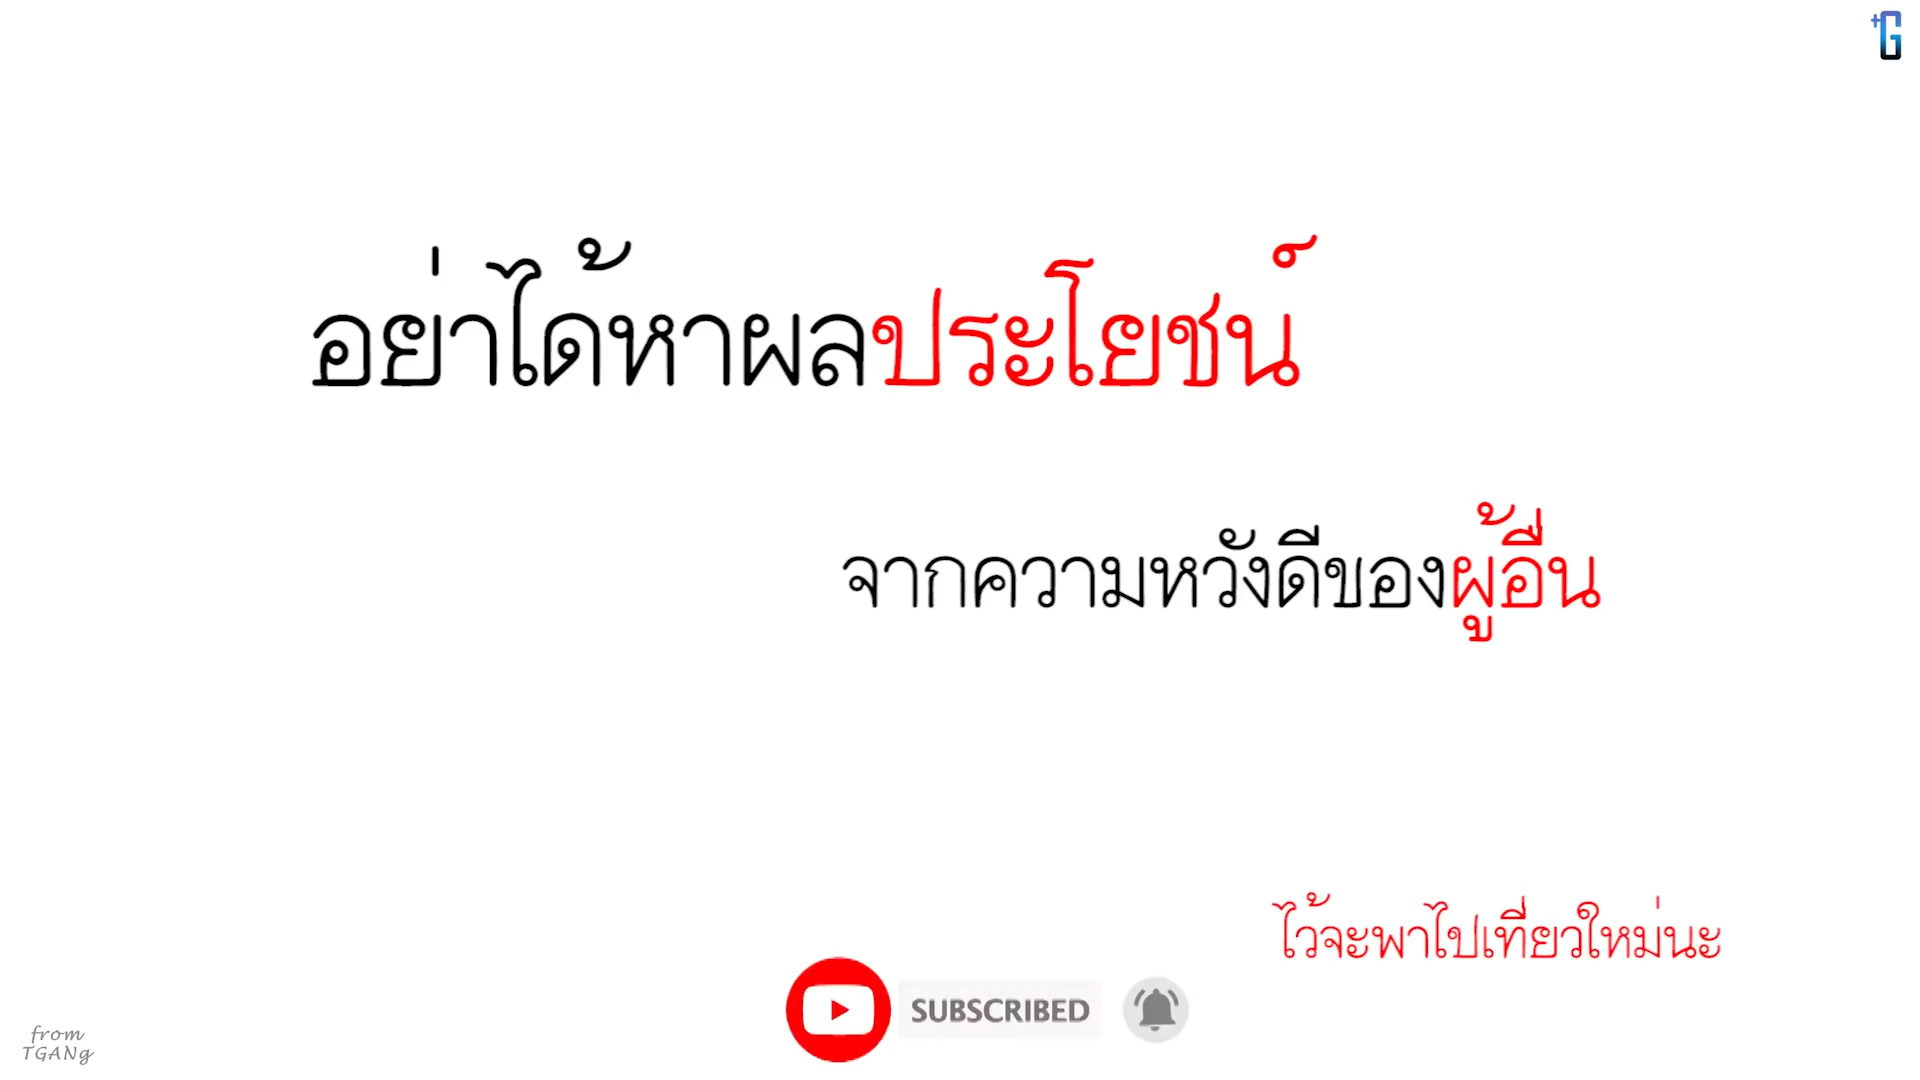 +G
อย่าได้หาผลประโยชน์
จากความหวังดีของผู้อื่น
ไว้จะพาไปเที่ยวใหม่นะ
SUBSCRIBED
from
TGANg